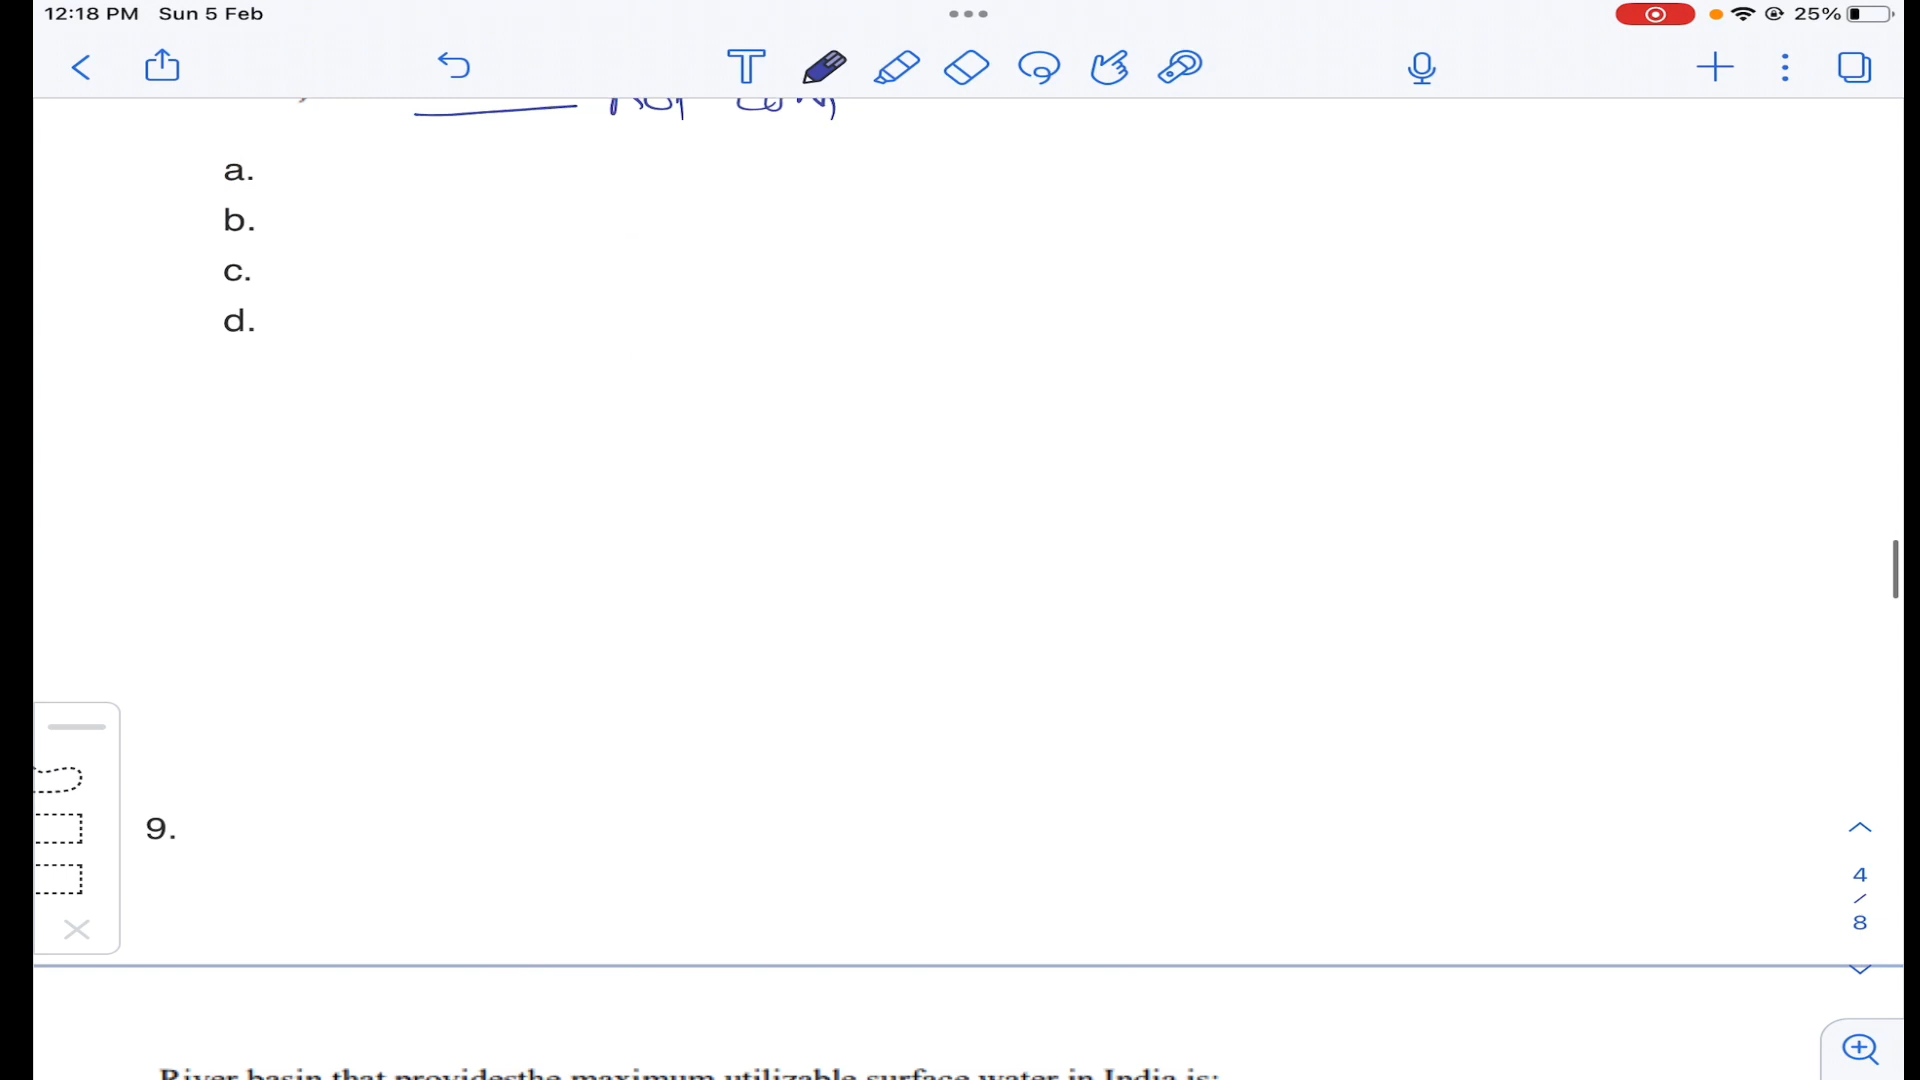 12:18 PM Sun 5 Feb
25%
T
a.
b.
c.
d.
9.
4
/
8
River basin that providesthe maximum utilizable surface water in India is: